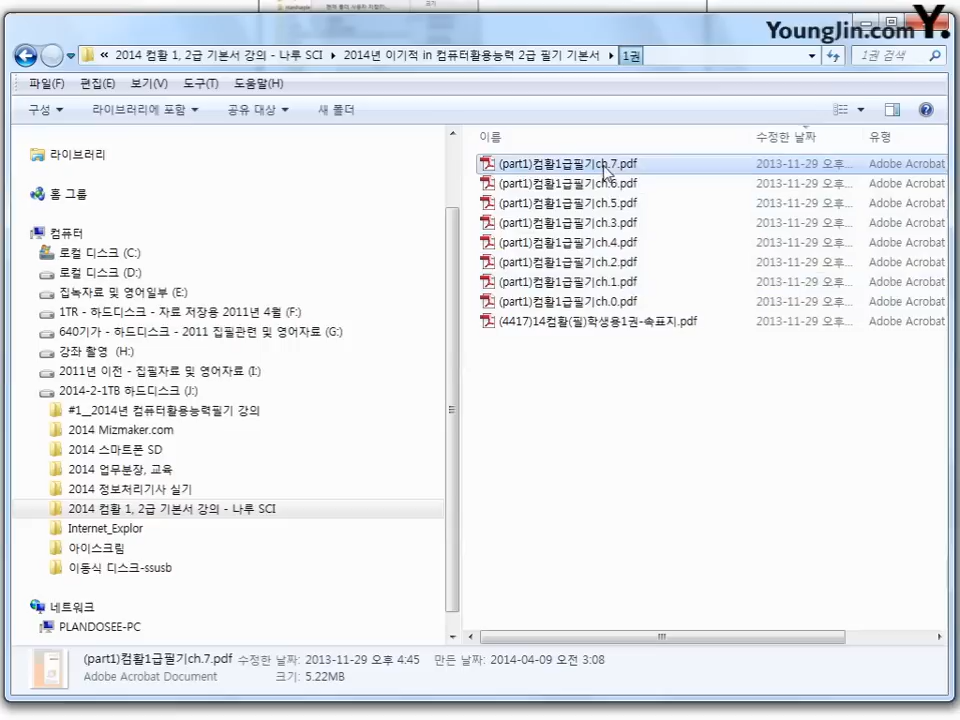 YoungJin.com Y.
« 2014 컴활 1, 2급 기본서 강의 - 나루 SCI ▸ 2014년 이기적 in 컴퓨터활용능력 2급 필기 기본서 ▸ 1권
1권 검색
파일(F) 편집(E) 보기(V) 도구(T) 도움말(H)
구성 라이브러리에 포함 공유 대상 새 폴더
이름 수정한 날짜 유형
라이브러리
홈 그룹
컴퓨터
로컬 디스크 (C:)
로컬 디스크 (D:)
집녹자료 및 영어일부 (E:)
1TR - 하드디스크 - 자료 저장용 2011년 4월 (F:)
640기가 - 하드디스크 - 2011 집필관련 및 영어자료 (G:)
강좌 촬영 (H:)
2011년 이전 - 집필자료 및 영어자료 (I:)
2014-2-1TB 하드디스크 (J:)
#1__2014년 컴퓨터활용능력필기 강의
2014 Mizmaker.com
2014 스마트폰 SD
2014 업무분장, 교육
2014 정보처리기사 실기
2014 컴활 1, 2급 기본서 강의 - 나루 SCI
Internet_Explor
아이스크림
이동식 디스크-ssusb
네트워크
PLANDOSEE-PC
(part1)컴활1급필기ch.7.pdf 2013-11-29 오후... Adobe Acrobat
(part1)컴활1급필기ch.6.pdf 2013-11-29 오후... Adobe Acrobat
(part1)컴활1급필기ch.5.pdf 2013-11-29 오후... Adobe Acrobat
(part1)컴활1급필기ch.3.pdf 2013-11-29 오후... Adobe Acrobat
(part1)컴활1급필기ch.4.pdf 2013-11-29 오후... Adobe Acrobat
(part1)컴활1급필기ch.2.pdf 2013-11-29 오후... Adobe Acrobat
(part1)컴활1급필기ch.1.pdf 2013-11-29 오후... Adobe Acrobat
(part1)컴활1급필기ch.0.pdf 2013-11-29 오후... Adobe Acrobat
(4417)14컴활(필)학생용1권-속표지.pdf 2013-11-29 오후... Adobe Acrobat
(part1)컴활1급필기ch.7.pdf 수정한 날짜: 2013-11-29 오후 4:45 만든 날짜: 2014-04-09 오전 3:08
Adobe Acrobat Document 크기: 5.22MB